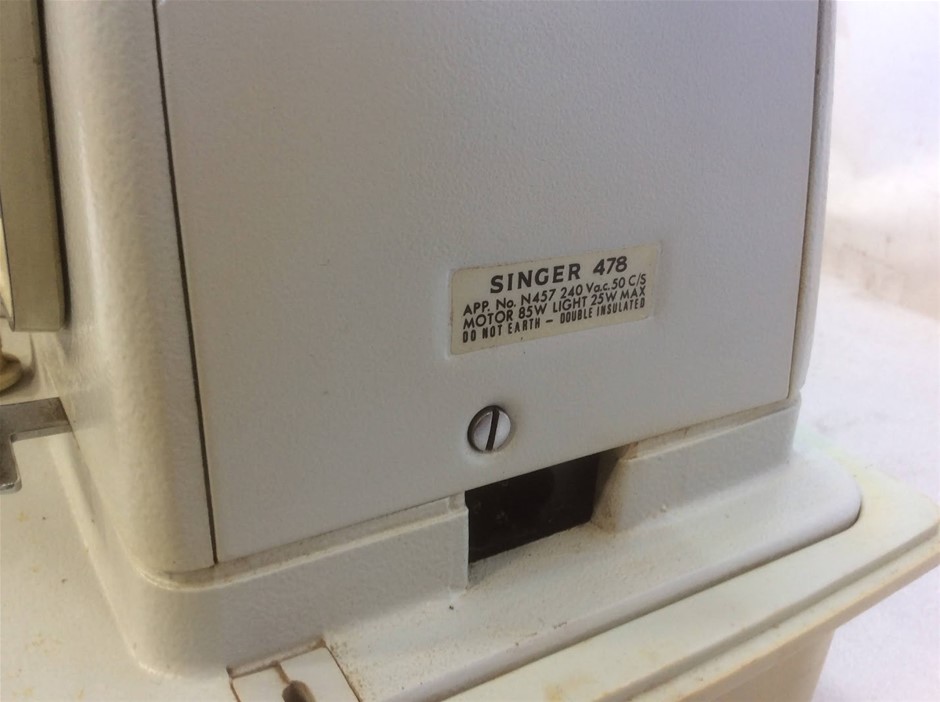 SINGER 478
APP. No. N457 240 Va.c. 50 C/S
MOTOR 85W LIGHT 25W MAX
DO NOT EARTH – DOUBLE INSULATED